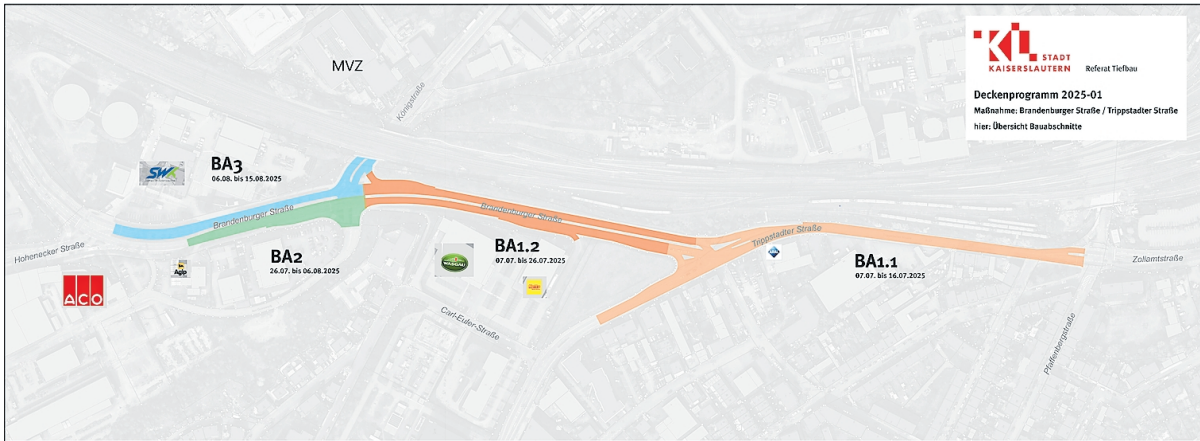 MVZ
Königstraße
KL STADT
KAISERSLAUTERN
Referat Tiefbau
Deckenprogramm 2025-01
Maßnahme: Brandenburger Straße / Trippstadter Straße
hier: Übersicht Bauabschnitte
SWK
BA3
06.08. bis 15.08.2025
Brandenburger Straße
Hohenecker Straße
BA2
26.07. bis 06.08.2025
Agip
ACO
Brandenburger Straße
BA1.2
07.07. bis 26.07.2025
WASGAU
Carl-Euler-Straße
Trippstadter Straße
BA1.1
07.07. bis 16.07.2025
Zollamtstraße
Pfaffenbergstraße